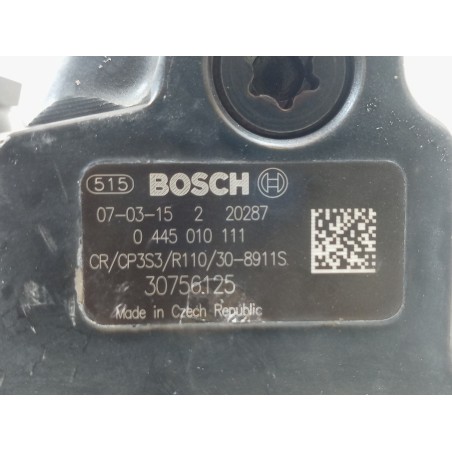 515 BOSCH
07-03-15 2 20287
0 445 010 111
CR/CP3S3/R110/30-8911S
30756125
Made in Czech Republic